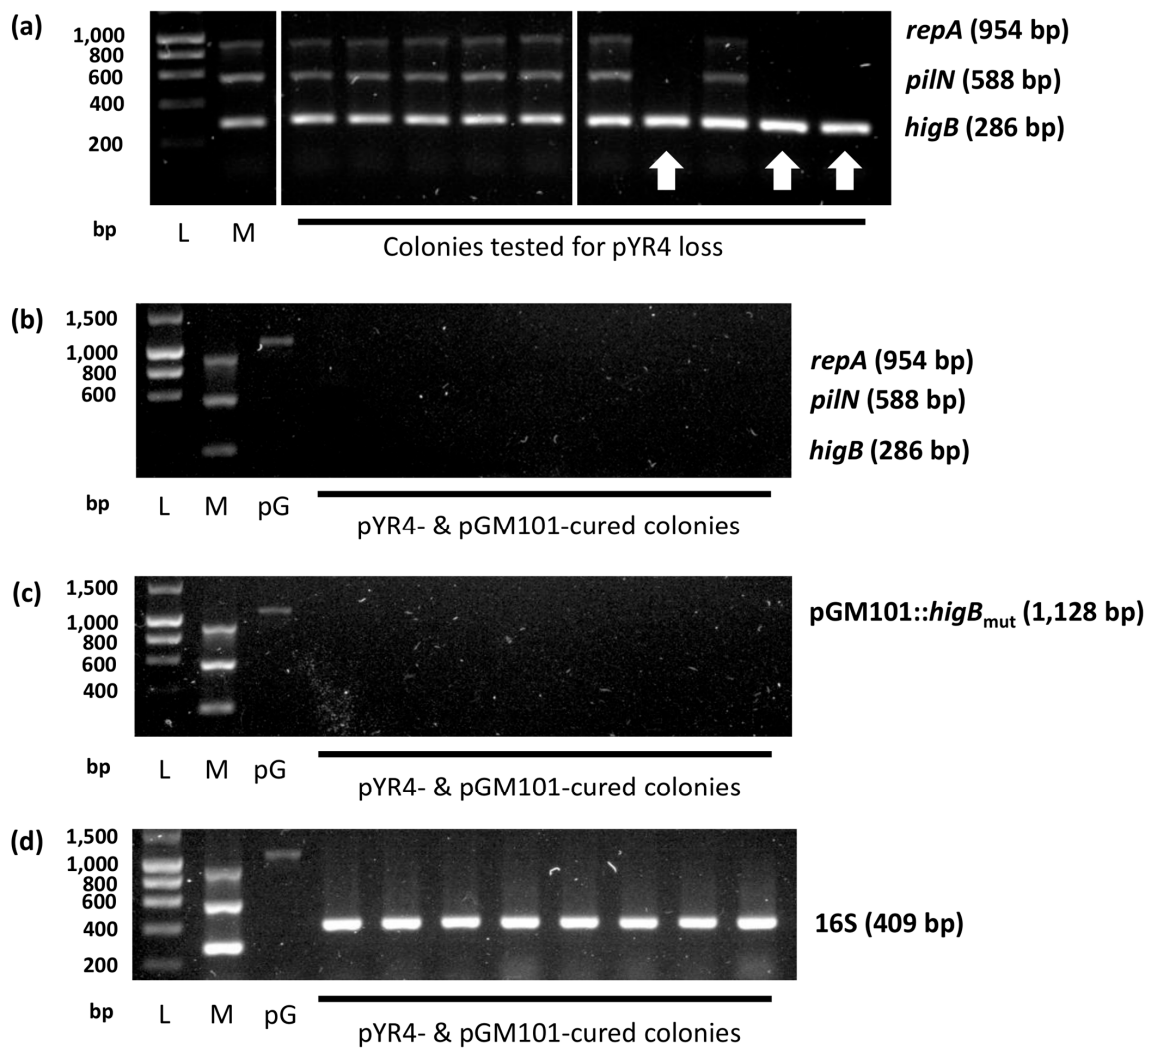 (a)
1,000
800
600
400
200
repA (954 bp)
pilN (588 bp)
higB (286 bp)
bp L M
Colonies tested for pYR4 loss
(b)
1,500
1,000
800
600
repA (954 bp)
pilN (588 bp)
higB (286 bp)
bp L M pG
pYR4- & pGM101-cured colonies
(c)
1,500
1,000
800
600
400
pGM101::higBmut (1,128 bp)
bp L M pG
pYR4- & pGM101-cured colonies
(d)
1,500
1,000
800
600
400
200
16S (409 bp)
bp L M pG
pYR4- & pGM101-cured colonies